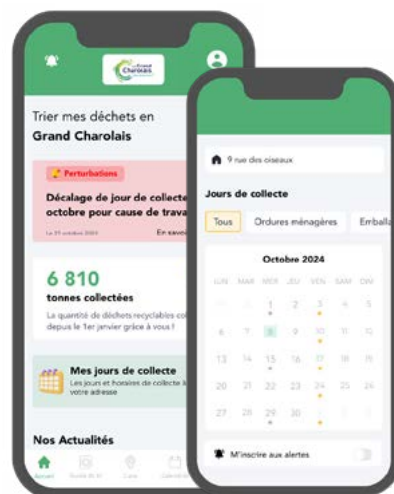 Le Grand
Charolais
Trier mes déchets en
Grand Charolais
Perturbations
Décalage de jour de collecte
octobre pour cause de trava
En savoi
6 810
tonnes collectées
La quantité de déchets recyclables col
depuis le 1er janvier grâce à vous !
Mes jours de collecte
Les jours et horaires de collecte à
votre adresse
Nos Actualités
Accueil
9 rue des oiseaux
Jours de collecte
Tous Ordures ménagères Emballa
Octobre 2024
LUN MAR MER JEU VEN SAM DIM
1 2 3 4 5
6 7 8 9 10 11 12
13 14 15 16 17 18 19
20 21 22 23 24 25 26
27 28 29 30
M'inscrire aux alertes